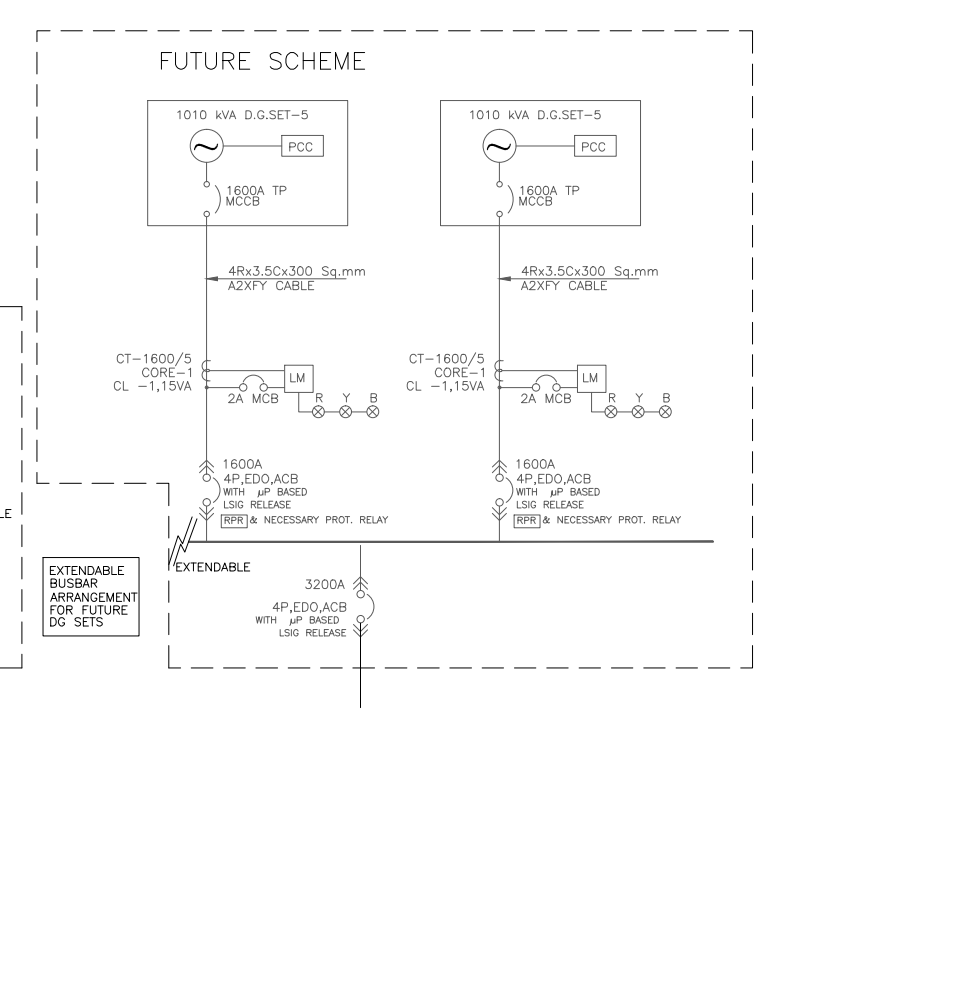 FUTURE SCHEME
1010 kVA D.G.SET-5
PCC
1600A TP
MCCB
4Rx3.5Cx300 Sq.mm
A2XFY CABLE
CT-1600/5
CORE-1
CL -1,15VA
LM
2A MCB
R Y B
1600A
4P,EDO,ACB
WITH µP BASED
LSIG RELEASE
RPR & NECESSARY PROT. RELAY
1010 kVA D.G.SET-5
PCC
1600A TP
MCCB
4Rx3.5Cx300 Sq.mm
A2XFY CABLE
CT-1600/5
CORE-1
CL -1,15VA
LM
2A MCB
R Y B
1600A
4P,EDO,ACB
WITH µP BASED
LSIG RELEASE
RPR & NECESSARY PROT. RELAY
LE
EXTENDABLE
EXTENDABLE
BUSBAR
ARRANGEMENT
FOR FUTURE
DG SETS
3200A
4P,EDO,ACB
WITH µP BASED
LSIG RELEASE